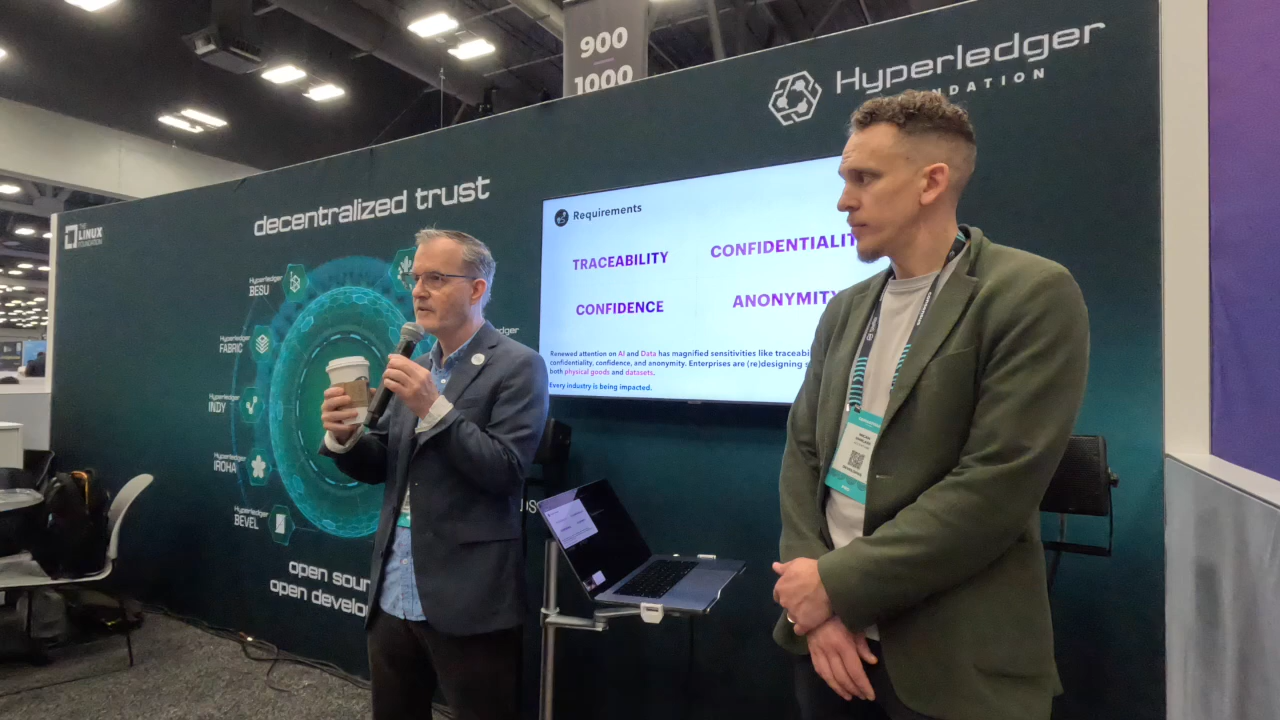 900
1000
Hyperledger
NDATION
THE
LINUX
FOUNDATION
decentralized trust
Hyperledger
BESU
Hyperledger
FABRIC
Hyperledger
INDY
Hyperledger
IROHA
Hyperledger
BEVEL
open sour
open develo
Requirements
TRACEABILITY
CONFIDENTIALIT
CONFIDENCE
ANONYMITY
Renewed attention on AI and Data has magnified sensitivities like traceabi
confidentiality, confidence, and anonymity. Enterprises are (re)designing
both physical goods and datasets.
Every industry is being impacted.